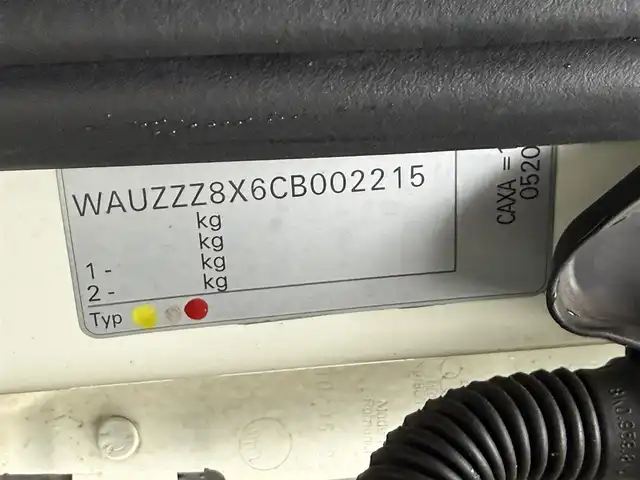 WAUZZZ8X6CB002215
kg
kg
1 - kg
2 - kg
Typ
CAXA =
0520